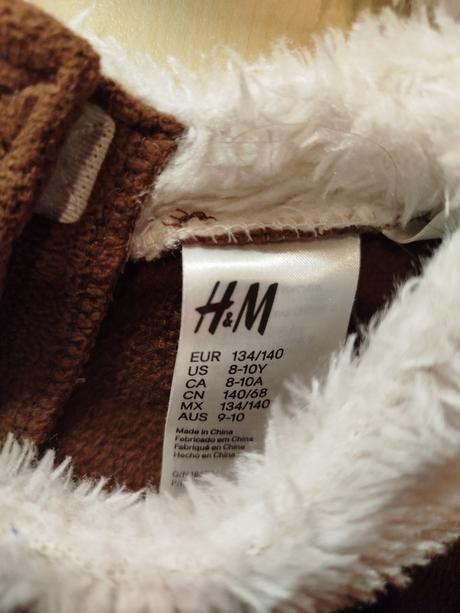 H&M
EUR 134/140
US 8-10Y
CA 8-10A
CN 140/68
MX 134/140
AUS 9-10
Made in China
Fabricado em China
Fabriqué en Chine
Hecho en China